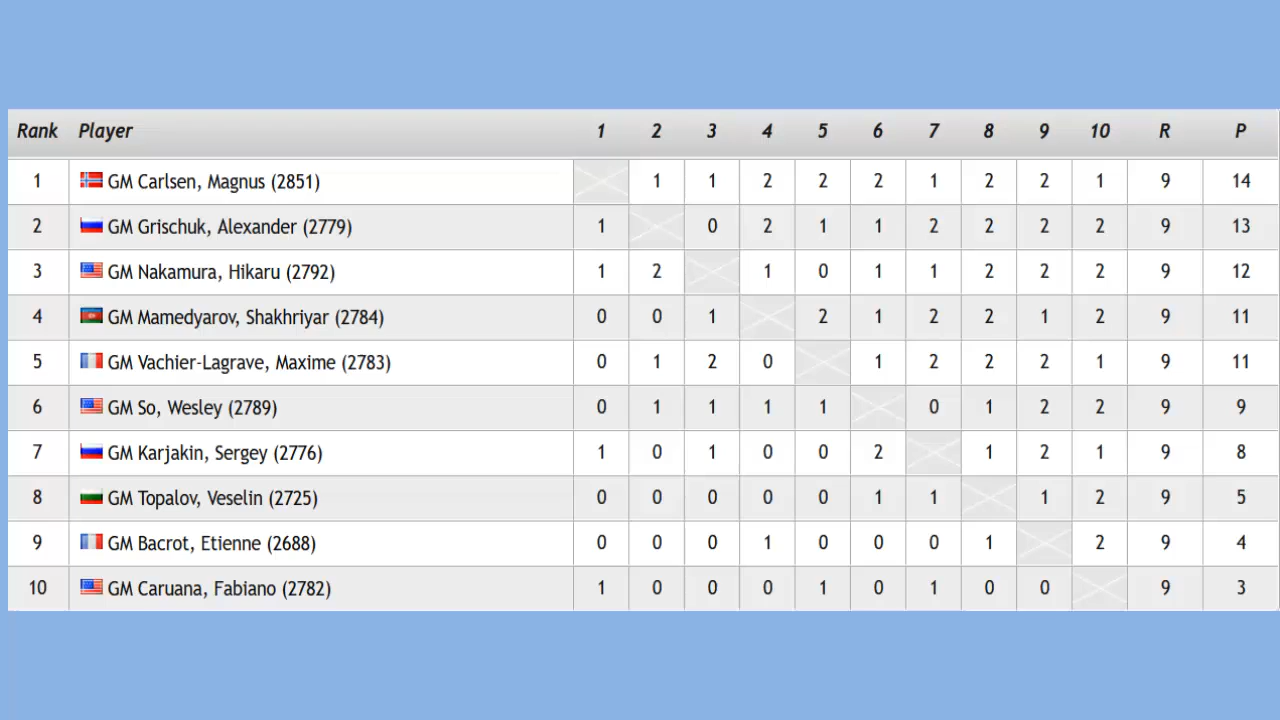 Rank Player 1 2 3 4 5 6 7 8 9 10 R P
1 GM Carlsen, Magnus (2851) 1 1 2 2 2 1 2 2 1 9 14
2 GM Grischuk, Alexander (2779) 1 0 2 1 1 2 2 2 2 9 13
3 GM Nakamura, Hikaru (2792) 1 2 1 0 1 1 2 2 2 9 12
4 GM Mamedyarov, Shakhriyar (2784) 0 0 1 2 1 2 2 1 2 9 11
5 GM Vachier-Lagrave, Maxime (2783) 0 1 2 0 1 2 2 2 1 9 11
6 GM So, Wesley (2789) 0 1 1 1 1 0 1 2 2 9 9
7 GM Karjakin, Sergey (2776) 1 0 1 0 0 2 1 2 1 9 8
8 GM Topalov, Veselin (2725) 0 0 0 0 0 1 1 1 2 9 5
9 GM Bacrot, Etienne (2688) 0 0 0 1 0 0 0 1 2 9 4
10 GM Caruana, Fabiano (2782) 1 0 0 0 1 0 1 0 0 9 3